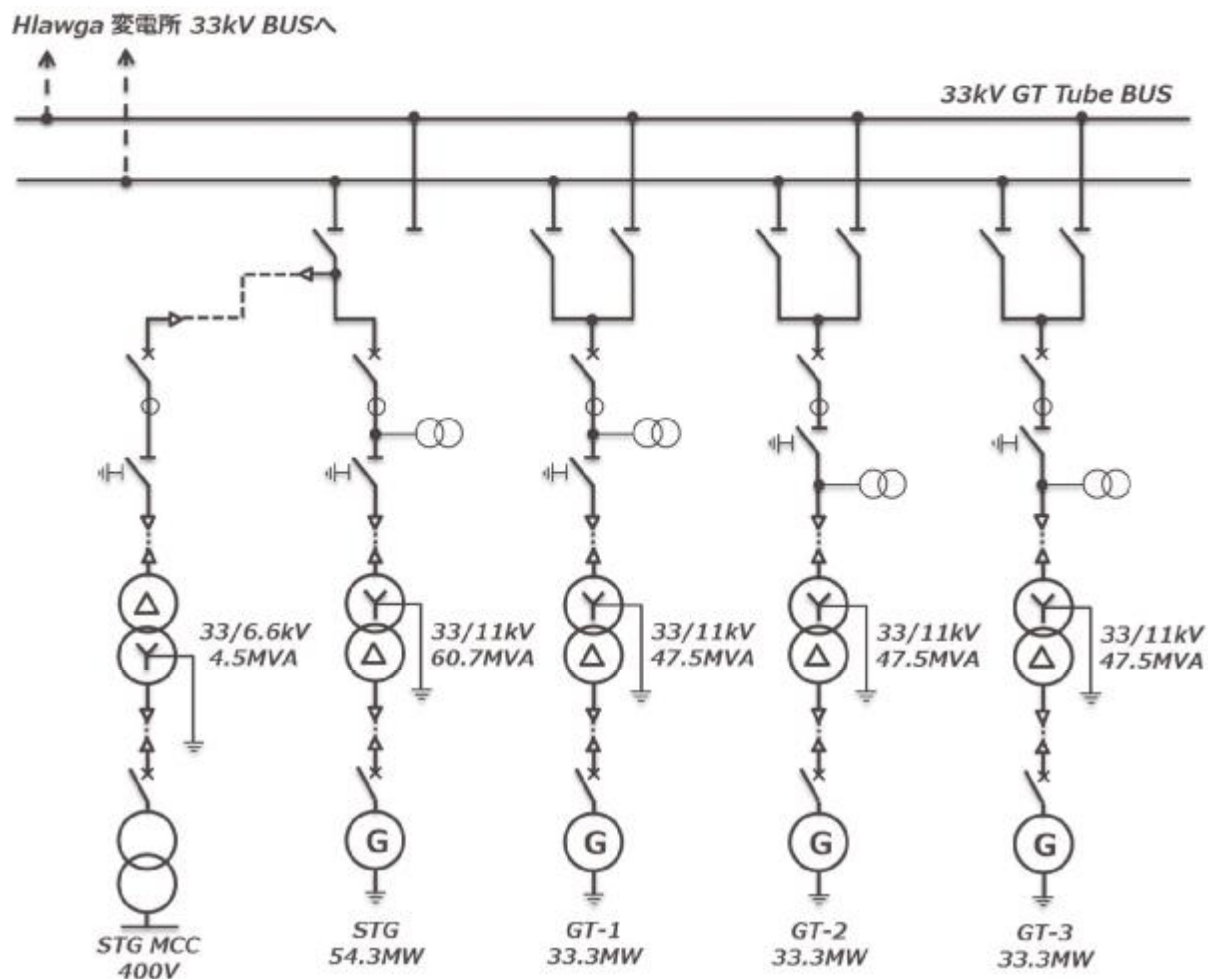 Hlawga 変電所 33kV BUSへ
33kV GT Tube BUS
33/6.6kV
4.5MVA
33/11kV
60.7MVA
33/11kV
47.5MVA
33/11kV
47.5MVA
33/11kV
47.5MVA
G
G
G
G
STG MCC
400V
STG
54.3MW
GT-1
33.3MW
GT-2
33.3MW
GT-3
33.3MW